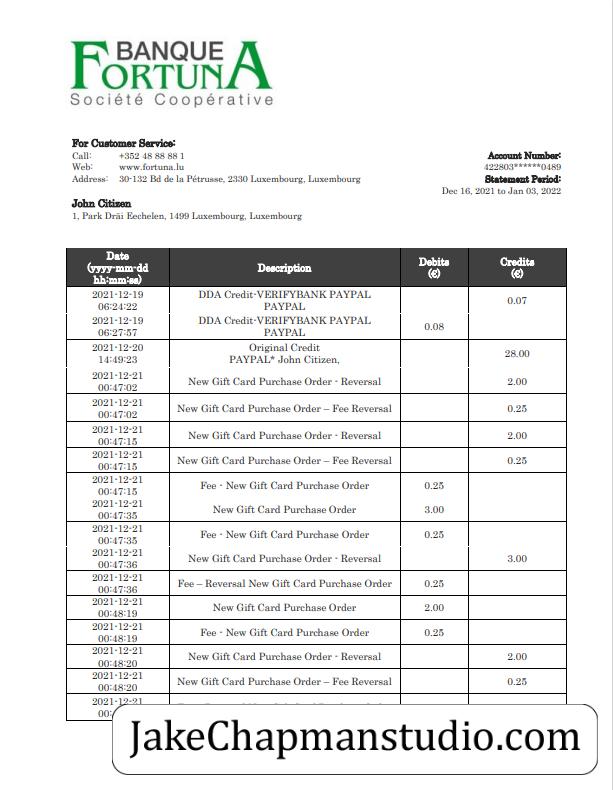 BANQUE
FORTUNA
Société Coopérative
For Customer Service:
Call: +352 48 88 88 1
Web: www.fortuna.lu
Address: 30-132 Bd de la Pétrusse, 2330 Luxembourg, Luxembourg
Account Number:
422803******0489
Statement Period:
Dec 16, 2021 to Jan 03, 2022
John Citizen
1, Park Dräi Eechelen, 1499 Luxembourg, Luxembourg
Date (yyyy-mm-dd hh:mm:ss) Description Debits (€) Credits (€)
2021-12-19 06:24:22 DDA Credit-VERIFYBANK PAYPAL PAYPAL 0.07
2021-12-19 06:27:57 DDA Credit-VERIFYBANK PAYPAL PAYPAL 0.08
2021-12-20 14:49:23 Original Credit PAYPAL* John Citizen, 28.00
2021-12-21 00:47:02 New Gift Card Purchase Order - Reversal 2.00
2021-12-21 00:47:02 New Gift Card Purchase Order – Fee Reversal 0.25
2021-12-21 00:47:15 New Gift Card Purchase Order - Reversal 2.00
2021-12-21 00:47:15 New Gift Card Purchase Order – Fee Reversal 0.25
2021-12-21 00:47:15 Fee - New Gift Card Purchase Order 0.25
2021-12-21 00:47:35 New Gift Card Purchase Order 3.00
2021-12-21 00:47:35 Fee - New Gift Card Purchase Order 0.25
2021-12-21 00:47:36 New Gift Card Purchase Order - Reversal 3.00
2021-12-21 00:47:36 Fee – Reversal New Gift Card Purchase Order 0.25
2021-12-21 00:48:19 New Gift Card Purchase Order 2.00
2021-12-21 00:48:19 Fee - New Gift Card Purchase Order 0.25
2021-12-21 00:48:20 New Gift Card Purchase Order - Reversal 2.00
2021-12-21 00:48:20 New Gift Card Purchase Order – Fee Reversal 0.25
2021-12-21
JakeChapmanstudio.com